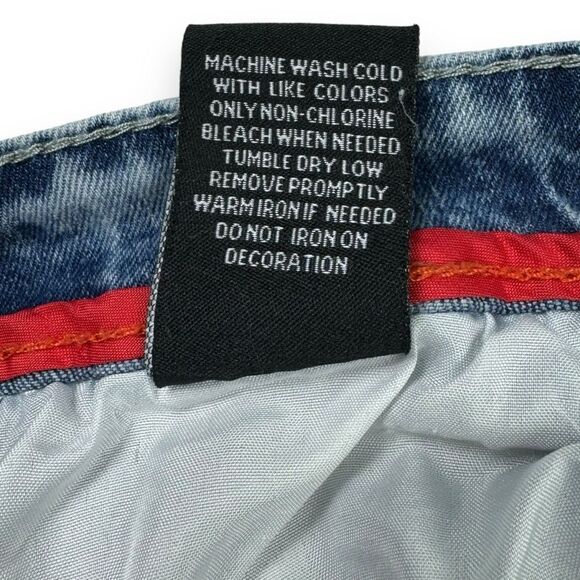 MACHINE WASH COLD
WITH LIKE COLORS
ONLY NON-CHLORINE
BLEACH WHEN NEEDED
TUMBLE DRY LOW
REMOVE PROMPTLY
WARM IRON IF NEEDED
DO NOT IRON ON
DECORATION